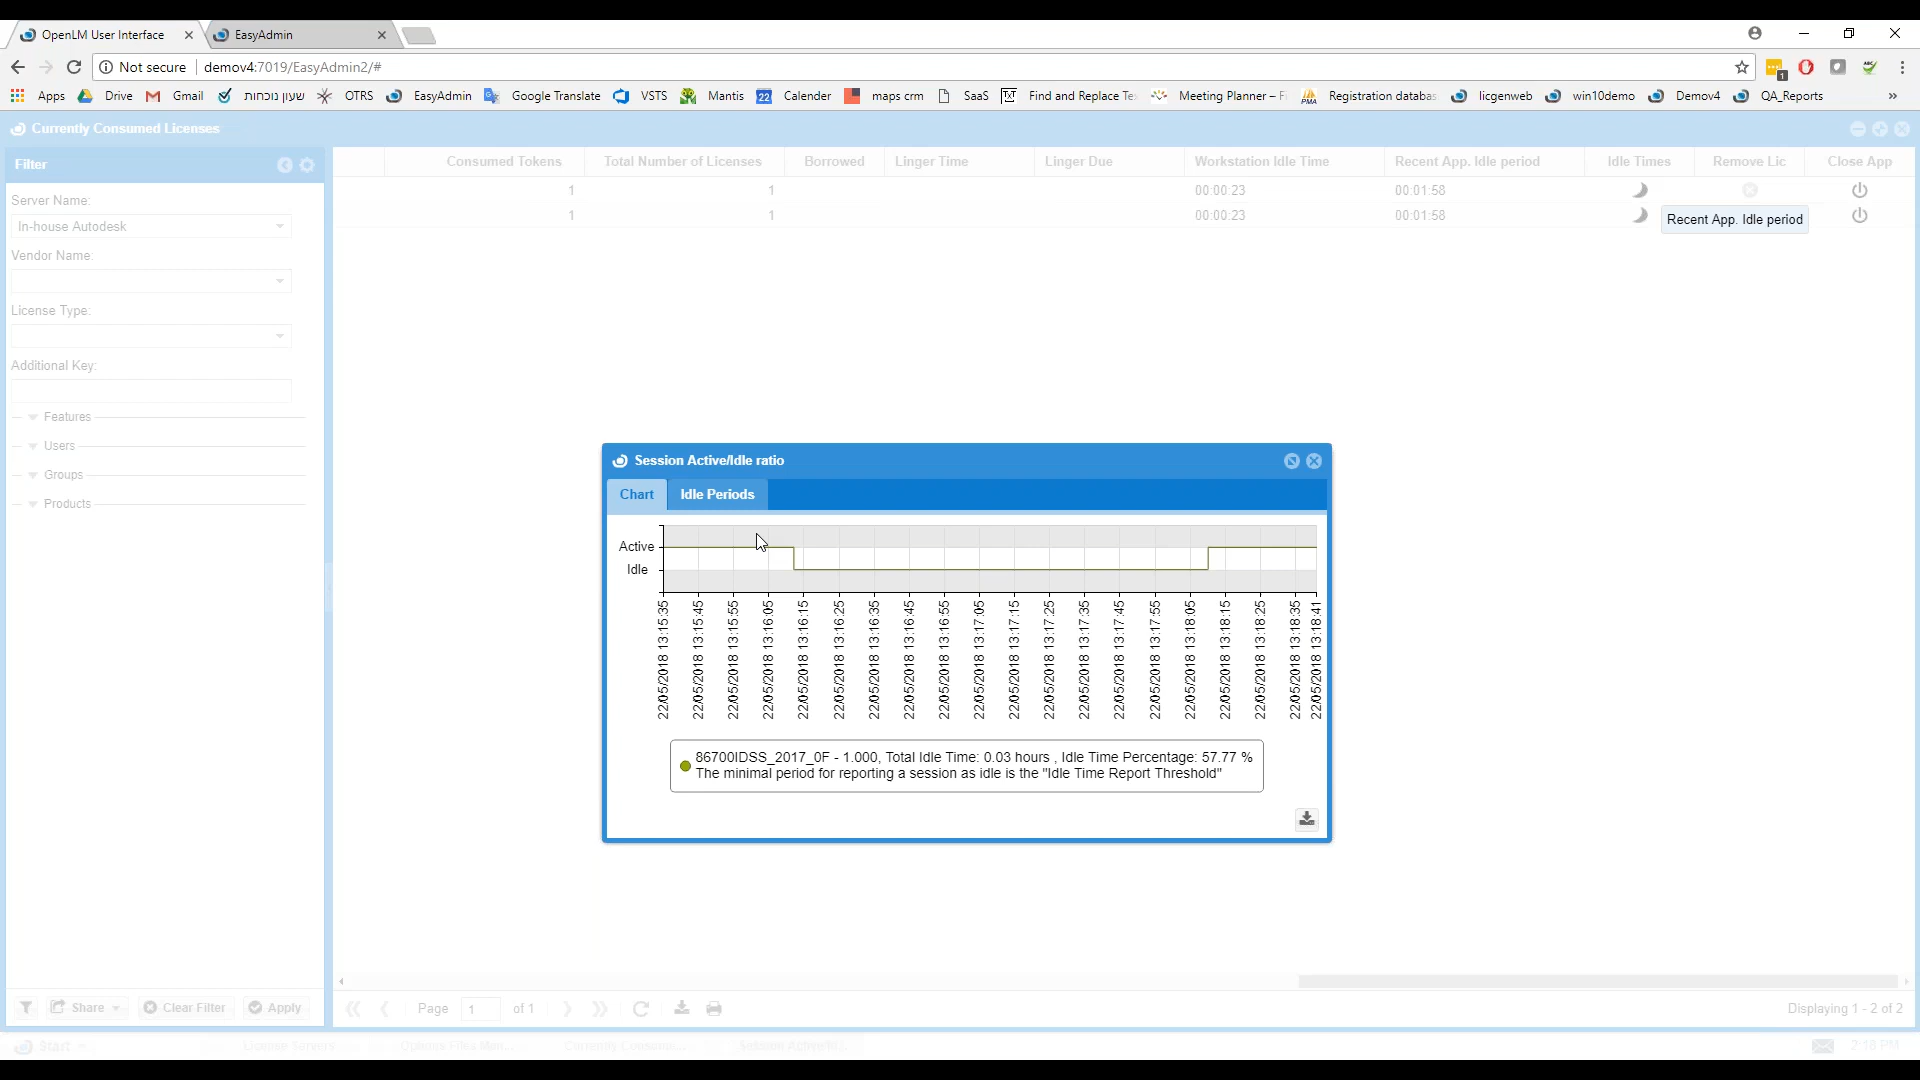 OpenLM User Interface
EasyAdmin
Not secure
demov4:7019/EasyAdmin2/#
1
Apps
Drive
Gmail
שעון נוכחות
OTRS
EasyAdmin
Google Translate
VSTS
Mantis
22
Calender
maps crm
SaaS
Find and Replace Te
PMA
Meeting Planner – F
Registration databas
licgenweb
win10demo
Demov4
QA_Reports
»
Currently Consumed Licenses
Filter
Server Name:
In-house Autodesk
Vendor Name:
License Type:
Additional Key:
Features
Users
Groups
Products
Consumed Tokens
Total Number of Licenses
Borrowed
Linger Time
Linger Due
Workstation Idle Time
Recent App. Idle period
Idle Times
Remove Lic
Close App
1
1
00:00:23
00:01:58
1
1
00:00:23
00:01:58
Recent App. Idle period
Session Active/Idle ratio
Chart
Idle Periods
Active
Idle
22/05/2018 13:15:35
22/05/2018 13:15:45
22/05/2018 13:15:55
22/05/2018 13:16:05
22/05/2018 13:16:15
22/05/2018 13:16:25
22/05/2018 13:16:35
22/05/2018 13:16:45
22/05/2018 13:16:55
22/05/2018 13:17:05
22/05/2018 13:17:15
22/05/2018 13:17:25
22/05/2018 13:17:35
22/05/2018 13:17:45
22/05/2018 13:17:55
22/05/2018 13:18:05
22/05/2018 13:18:15
22/05/2018 13:18:25
22/05/2018 13:18:35
22/05/2018 13:18:41
86700IDSS_2017_0F - 1.000, Total Idle Time: 0.03 hours , Idle Time Percentage: 57.77 %
The minimal period for reporting a session as idle is the "Idle Time Report Threshold"
Share
Clear Filter
Apply
Page
1
of 1
Displaying 1 - 2 of 2
Start
License Servers
Currently Consu
Session Active/I
2:18 PM